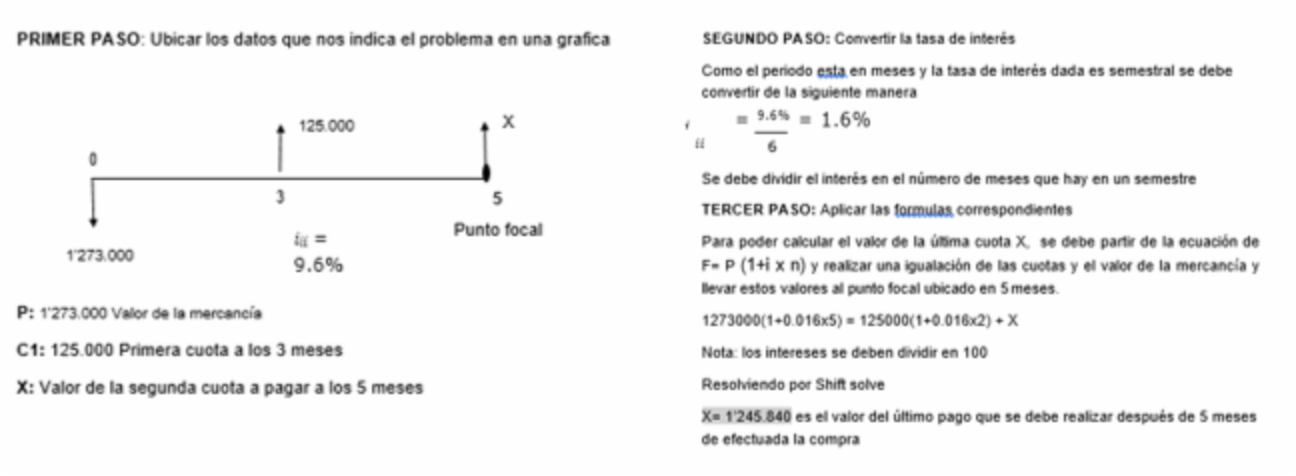 PRIMER PASO: Ubicar los datos que nos indica el problema en una grafica
125.000
X
0
3
5
1'273.000
Punto focal
i =
9.6%
P: 1'273.000 Valor de la mercancía
C1: 125.000 Primera cuota a los 3 meses
X: Valor de la segunda cuota a pagar a los 5 meses
SEGUNDO PASO: Convertir la tasa de interés
Como el periodo esta en meses y la tasa de interés dada es semestral se debe
convertir de la siguiente manera
= 9.6% = 1.6%
6
Se debe dividir el interés en el número de meses que hay en un semestre
TERCER PASO: Aplicar las formulas correspondientes
Para poder calcular el valor de la última cuota X, se debe partir de la ecuación de
F= P (1+i x n) y realizar una igualación de las cuotas y el valor de la mercancía y
llevar estos valores al punto focal ubicado en 5 meses.
1273000(1+0.016x5) = 125000(1+0.016x2) + X
Nota: los intereses se deben dividir en 100
Resolviendo por Shift solve
X= 1'245.840 es el valor del último pago que se debe realizar después de 5 meses
de efectuada la compra